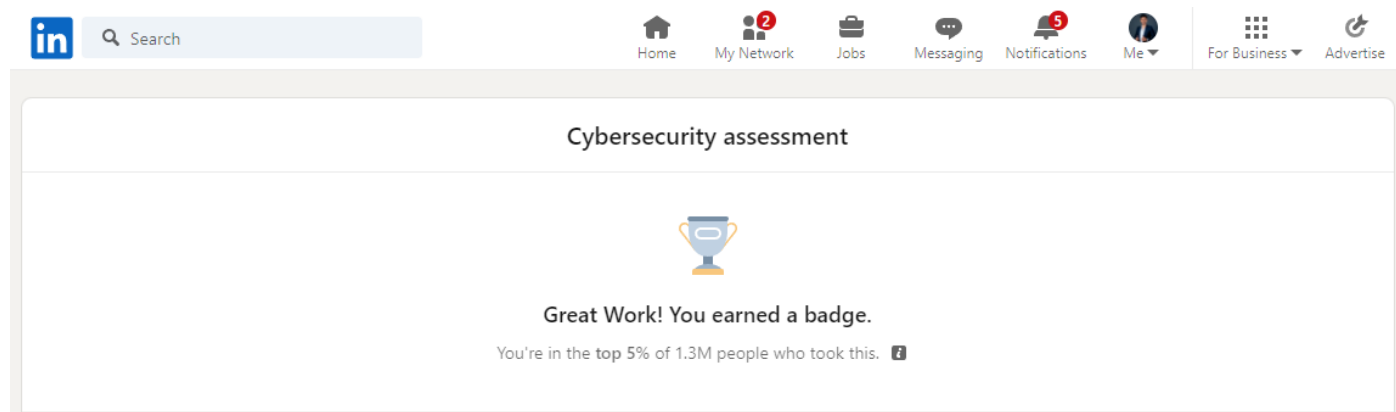 in
Search
2
5
Home
My Network
Jobs
Messaging
Notifications
Me
For Business
Advertise
Cybersecurity assessment
Great Work! You earned a badge.
You're in the top 5% of 1.3M people who took this. i